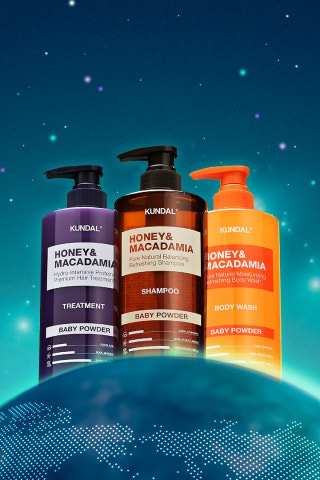 KUNDAL®
HONEY&
MACADAMIA
Hydro Intensive Protein
Premium Hair Treatment
TREATMENT
BABY POWDER
KUNDAL®
HONEY&
MACADAMIA
Pure Natural Balancing
Refreshing Shampoo
SHAMPOO
BABY POWDER
KUNDAL®
HONEY&
MACADAMIA
Pure Natural Moisturizing
Refreshing Body Wash
BODY WASH
BABY POWDER